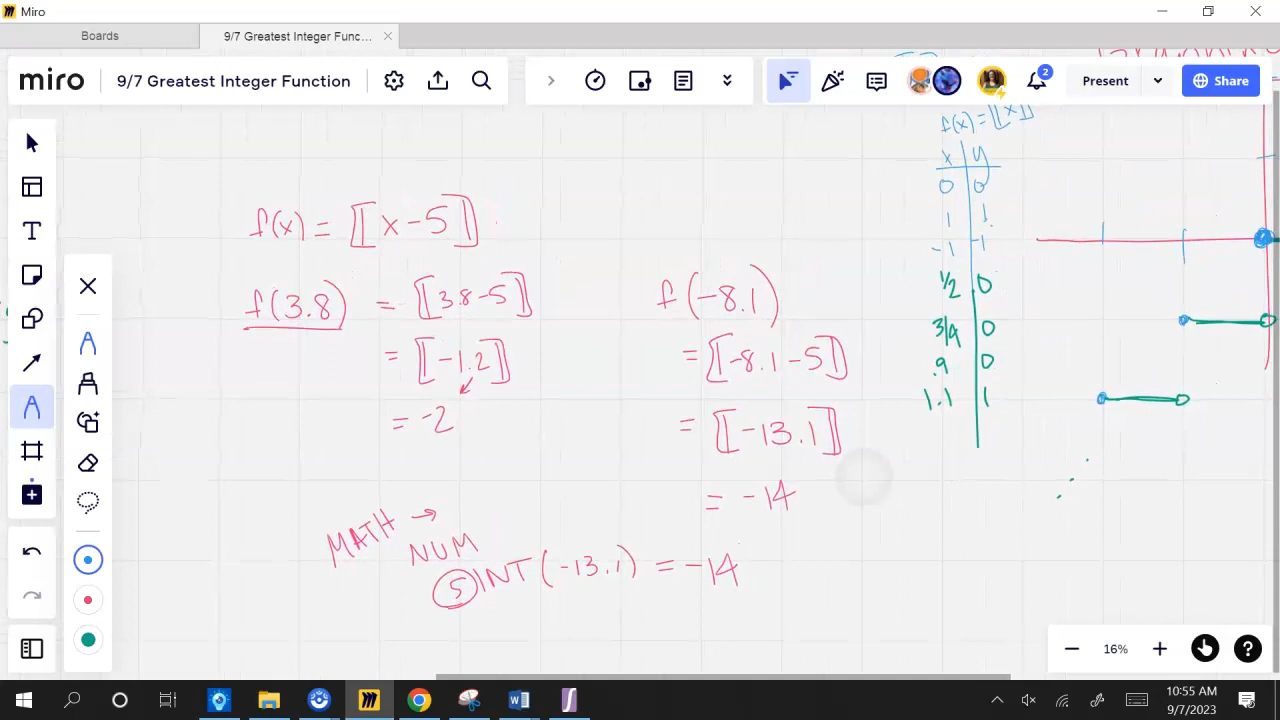 Miro
Boards
9/7 Greatest Integer Func...
miro
9/7 Greatest Integer Function
2
Present
Share
f(x) = [[x-5]]
f(3.8) = [[3.8-5]]
= [[-1.2]]
= -2
f(-8.1)
= [[-8.1-5]]
= [[-13.1]]
= -14
MATH →
NUM
5 INT(-13.1) = -14
f(x) = [[x]]
x y
0 0
1 1
-1 -1
1/2 0
3/4 0
.9 0
1.1 1
16%
10:55 AM
9/7/2023